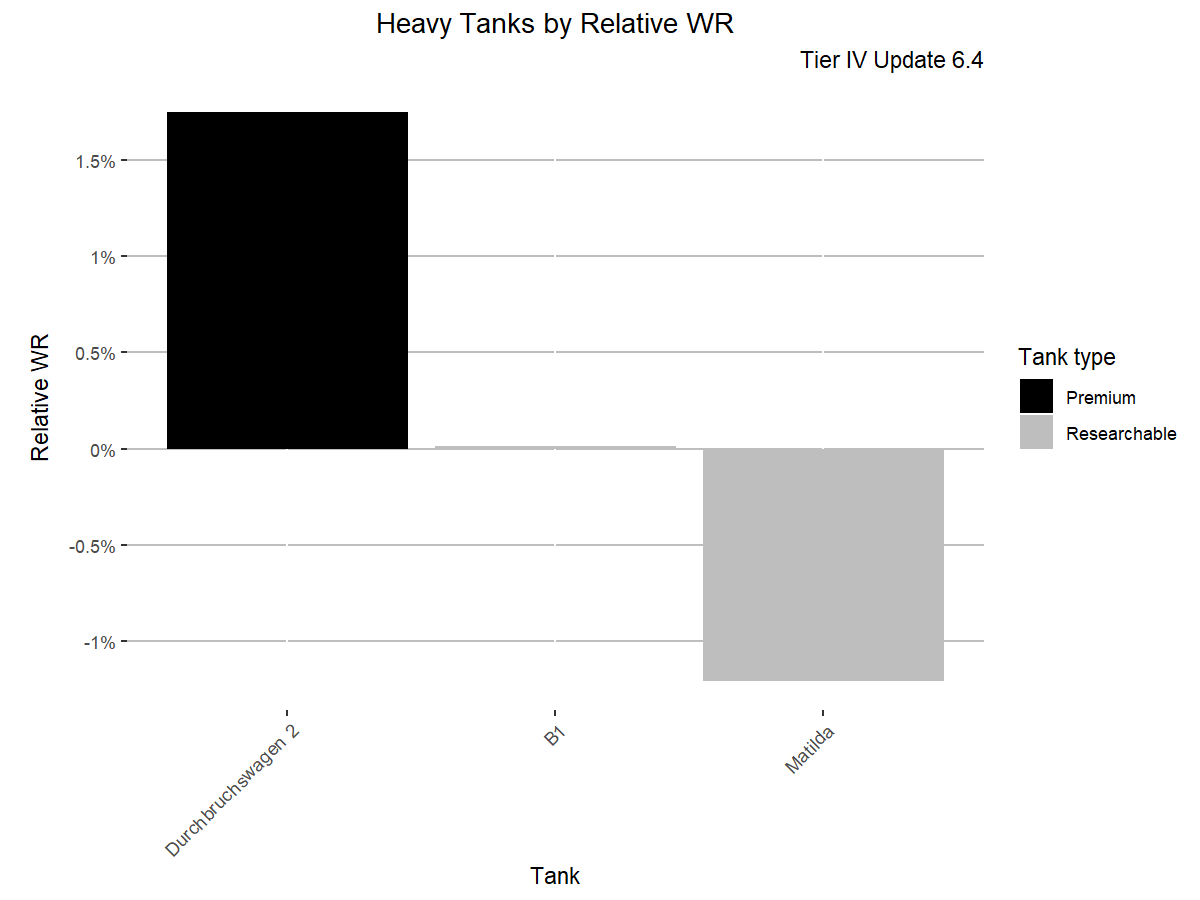 Heavy Tanks by Relative WR
Tier IV Update 6.4
Relative WR
1.5%
1%
0.5%
0%
-0.5%
-1%
Durchbruchswagen 2
B1
Matilda
Tank
Tank type
Premium
Researchable